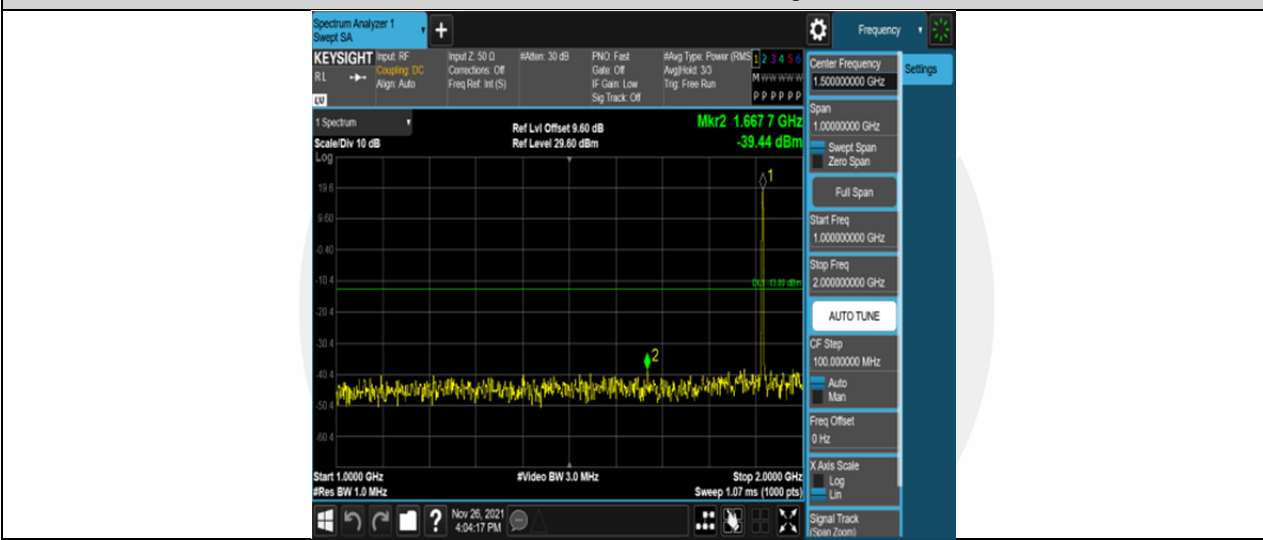 Spectrum Analyzer 1
Swept SA
Frequency
KEYSIGHT
Input: RF
Coupling: DC
Align: Auto
Input Z: 50 Ω
Corrections: Off
Freq Ref: Int (S)
#Atten: 30 dB
PNO: Fast
Gate: Off
IF Gain: Low
Sig Track: Off
#Avg Type: Power (RMS
Avg|Hold: 3/3
Trig: Free Run
1 2 3 4 5 6
M W W W W W
P P P P P P
R L
LXI
1 Spectrum
Scale/Div 10 dB
Log
Ref Lvl Offset 9.60 dB
Ref Level 29.60 dBm
Mkr2 1.667 7 GHz
-39.44 dBm
1
19.6
9.60
-0.40
-10.4
DL1 -13.00 dBm
-20.4
-30.4
2
-40.4
-50.4
-60.4
Start 1.0000 GHz
#Res BW 1.0 MHz
#Video BW 3.0 MHz
Stop 2.0000 GHz
Sweep 1.07 ms (1000 pts)
?
Nov 26, 2021
4:04:17 PM
Center Frequency
1.500000000 GHz
Settings
Span
1.00000000 GHz
Swept Span
Zero Span
Full Span
Start Freq
1.000000000 GHz
Stop Freq
2.000000000 GHz
AUTO TUNE
CF Step
100.000000 MHz
Auto
Man
Freq Offset
0 Hz
X Axis Scale
Log
Lin
Signal Track
(Span Zoom)